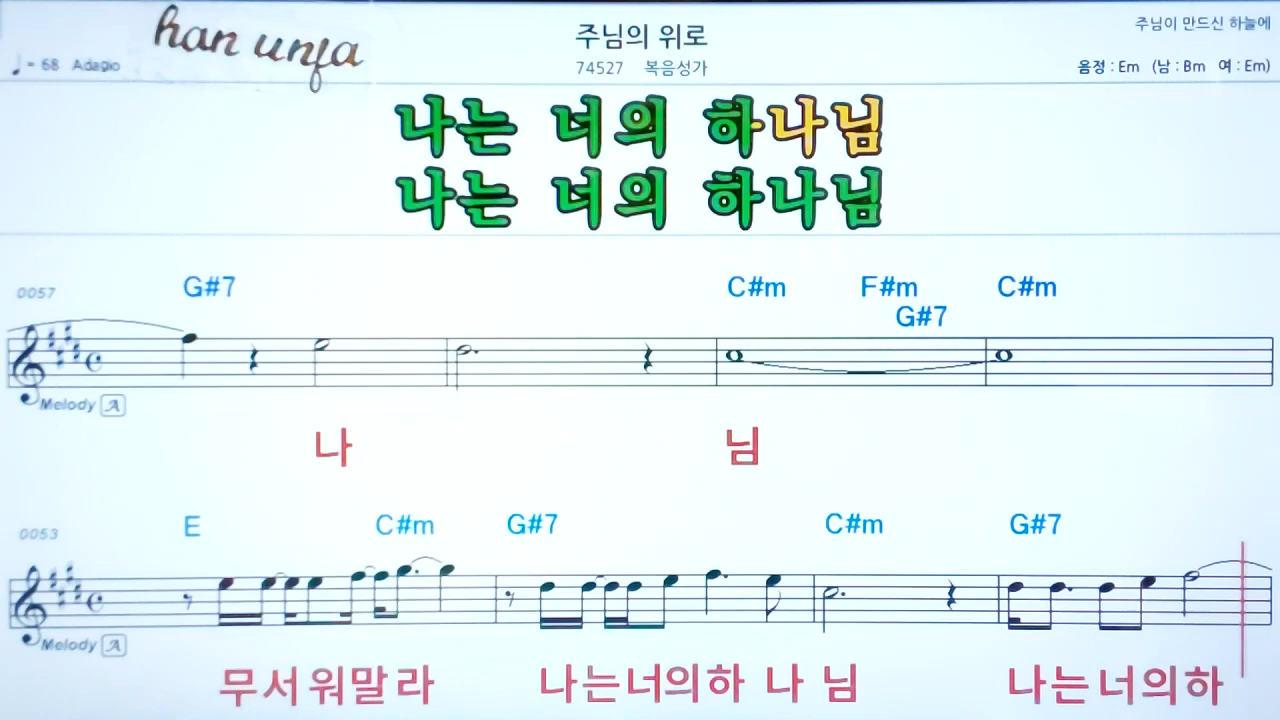 han unfa
주님의 위로
주님이 만드신 하늘에
♩= 68 Adagio
74527 복음성가
음정 : Em (남 : Bm 여 : Em)
나는 너의 하나님
나는 너의 하나님
0057 G#7 C#m F#m G#7 C#m
Melody A
나 님
0053 E C#m G#7 C#m G#7
Melody A
무서워말라 나는너의하 나 님 나는너의하